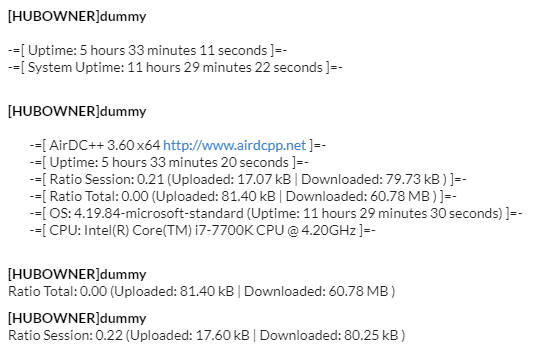 [HUBOWNER]dummy
-=[ Uptime: 5 hours 33 minutes 11 seconds ]=-
-=[ System Uptime: 11 hours 29 minutes 22 seconds ]=-
[HUBOWNER]dummy
-=[ AirDC++ 3.60 x64 http://www.airdcpp.net ]=-
-=[ Uptime: 5 hours 33 minutes 20 seconds ]=-
-=[ Ratio Session: 0.21 (Uploaded: 17.07 kB | Downloaded: 79.73 kB ) ]=-
-=[ Ratio Total: 0.00 (Uploaded: 81.40 kB | Downloaded: 60.78 MB ) ]=-
-=[ OS: 4.19.84-microsoft-standard (Uptime: 11 hours 29 minutes 30 seconds) ]=-
-=[ CPU: Intel(R) Core(TM) i7-7700K CPU @ 4.20GHz ]=-
[HUBOWNER]dummy
Ratio Total: 0.00 (Uploaded: 81.40 kB | Downloaded: 60.78 MB )
[HUBOWNER]dummy
Ratio Session: 0.22 (Uploaded: 17.60 kB | Downloaded: 80.25 kB )